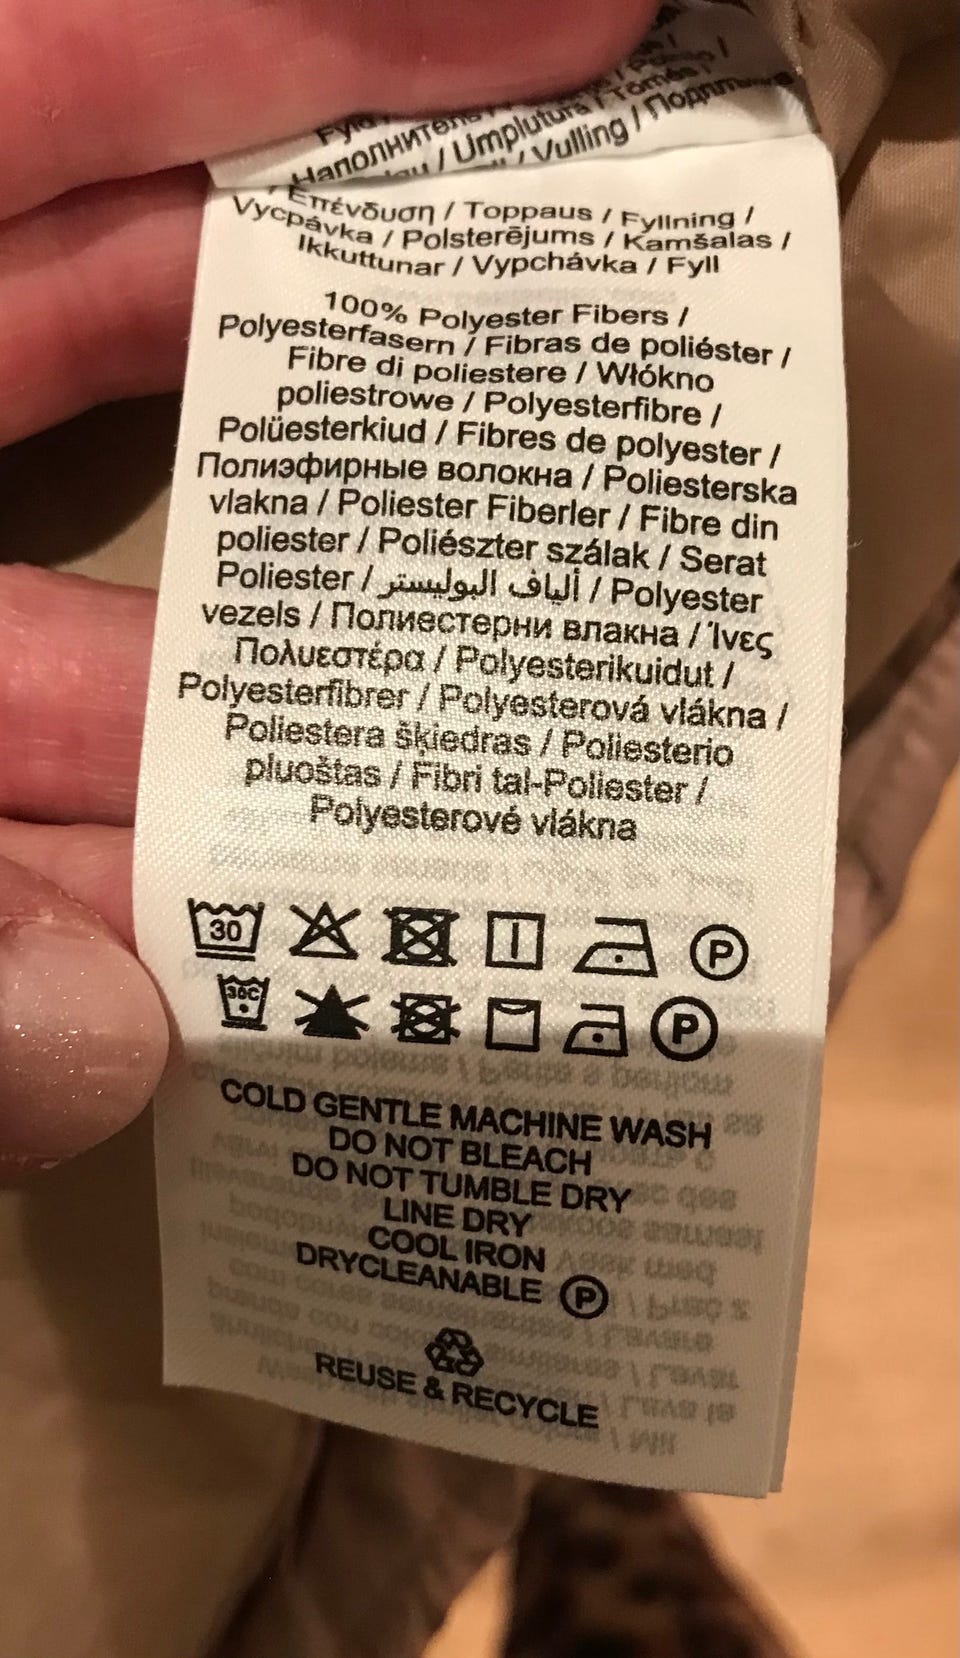 Наполнитель
/ Umplutură / Tömés /
/ Vulling / Подплънка
Επένδυση / Toppaus / Fyllning /
Vycpávka / Polsterējums / Kamšalas /
Ikkuttunar / Vypchávka / Fyll
100% Polyester Fibers /
Polyesterfasern / Fibras de poliéster /
Fibre di poliestere / Włókno
poliestrowe / Polyesterfibre /
Polüesterkiud / Fibres de polyester /
Полиэфирные волокна / Poliesterska
vlakna / Poliester Fiberler / Fibre din
poliester / Poliészter szálak / Serat
Poliester / ألياف البوليستر / Polyester
vezels / Полиестерни влакна / Ίνες
Πολυεστέρα / Polyesterikuidut /
Polyesterfibrer / Polyesterová vlákna /
Poliestera šķiedras / Poliesterio
pluoštas / Fibri tal-Poliester /
Polyesterové vlákna
30 P
30C P
COLD GENTLE MACHINE WASH
DO NOT BLEACH
DO NOT TUMBLE DRY
LINE DRY
COOL IRON
DRYCLEANABLE P
REUSE & RECYCLE